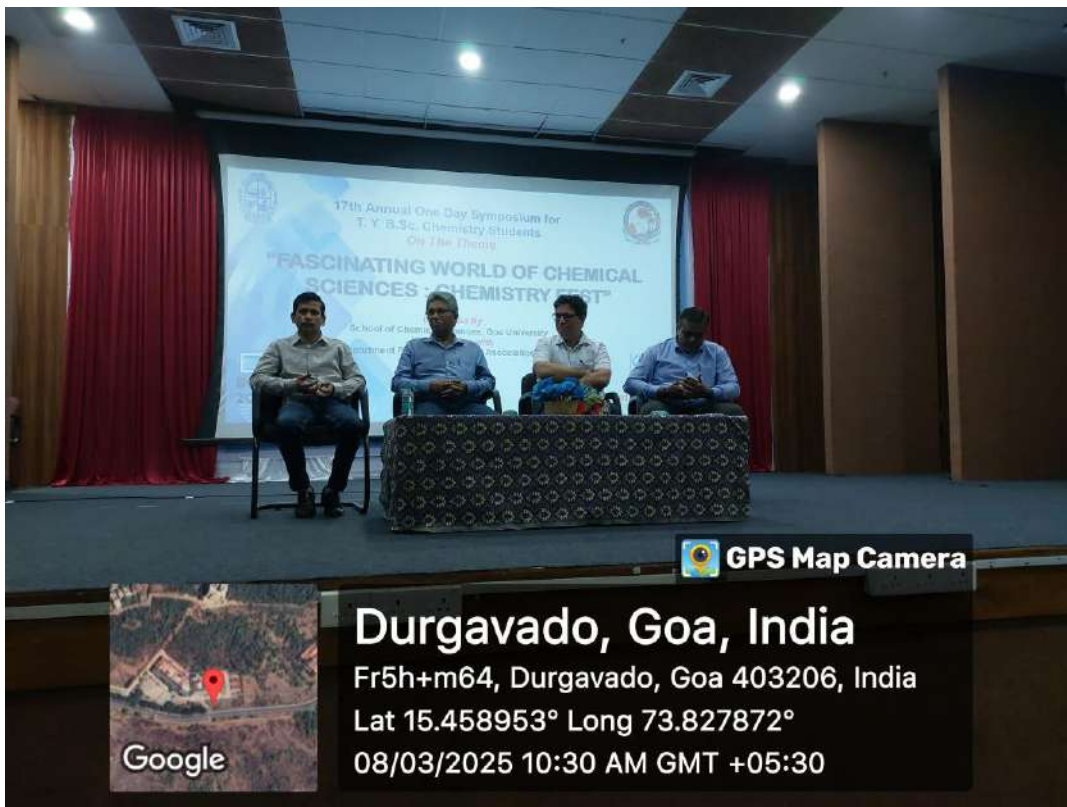 17th Annual One Day Symposium for
T. Y. B.Sc. Chemistry Students
On The Theme
"FASCINATING WORLD OF CHEMICAL
SCIENCES : CHEMISTRY FEST"
By
School of Chemical Sciences, Goa University
Association
GPS Map Camera
Durgavado, Goa, India
Fr5h+m64, Durgavado, Goa 403206, India
Lat 15.458953° Long 73.827872°
08/03/2025 10:30 AM GMT +05:30
Google